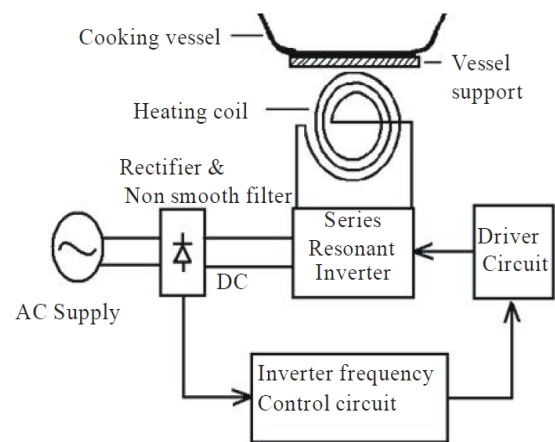 Cooking vessel
Vessel
support
Heating coil
Rectifier &
Non smooth filter
Series
Resonant
Inverter
Driver
Circuit
DC
AC Supply
Inverter frequency
Control circuit